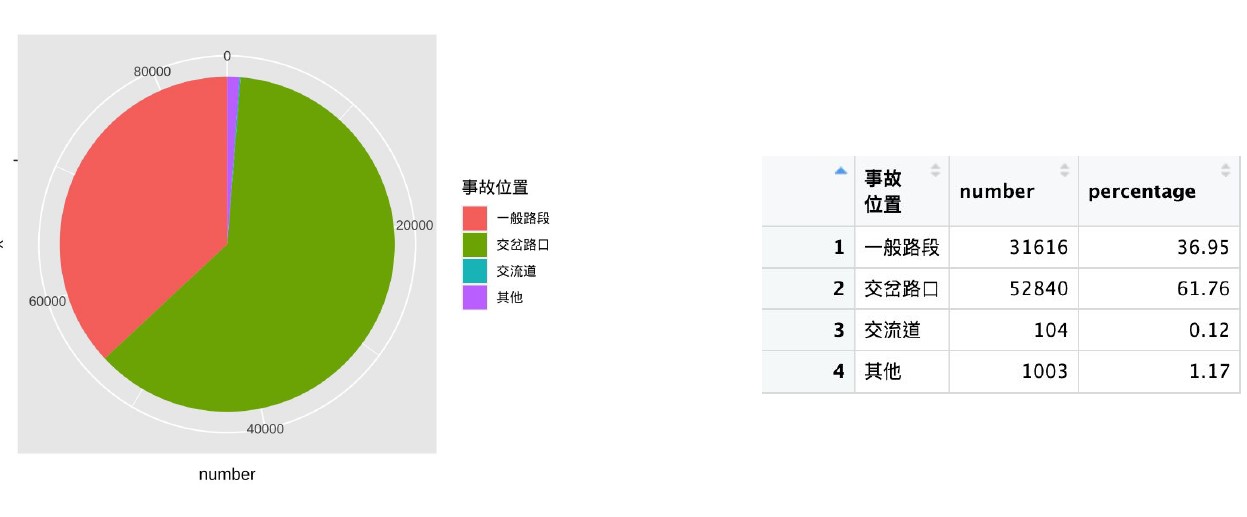 0
80000
20000
60000
40000
number
x
事故位置
一般路段
交岔路口
交流道
其他
事故
位置 number percentage
1 一般路段 31616 36.95
2 交岔路口 52840 61.76
3 交流道 104 0.12
4 其他 1003 1.17